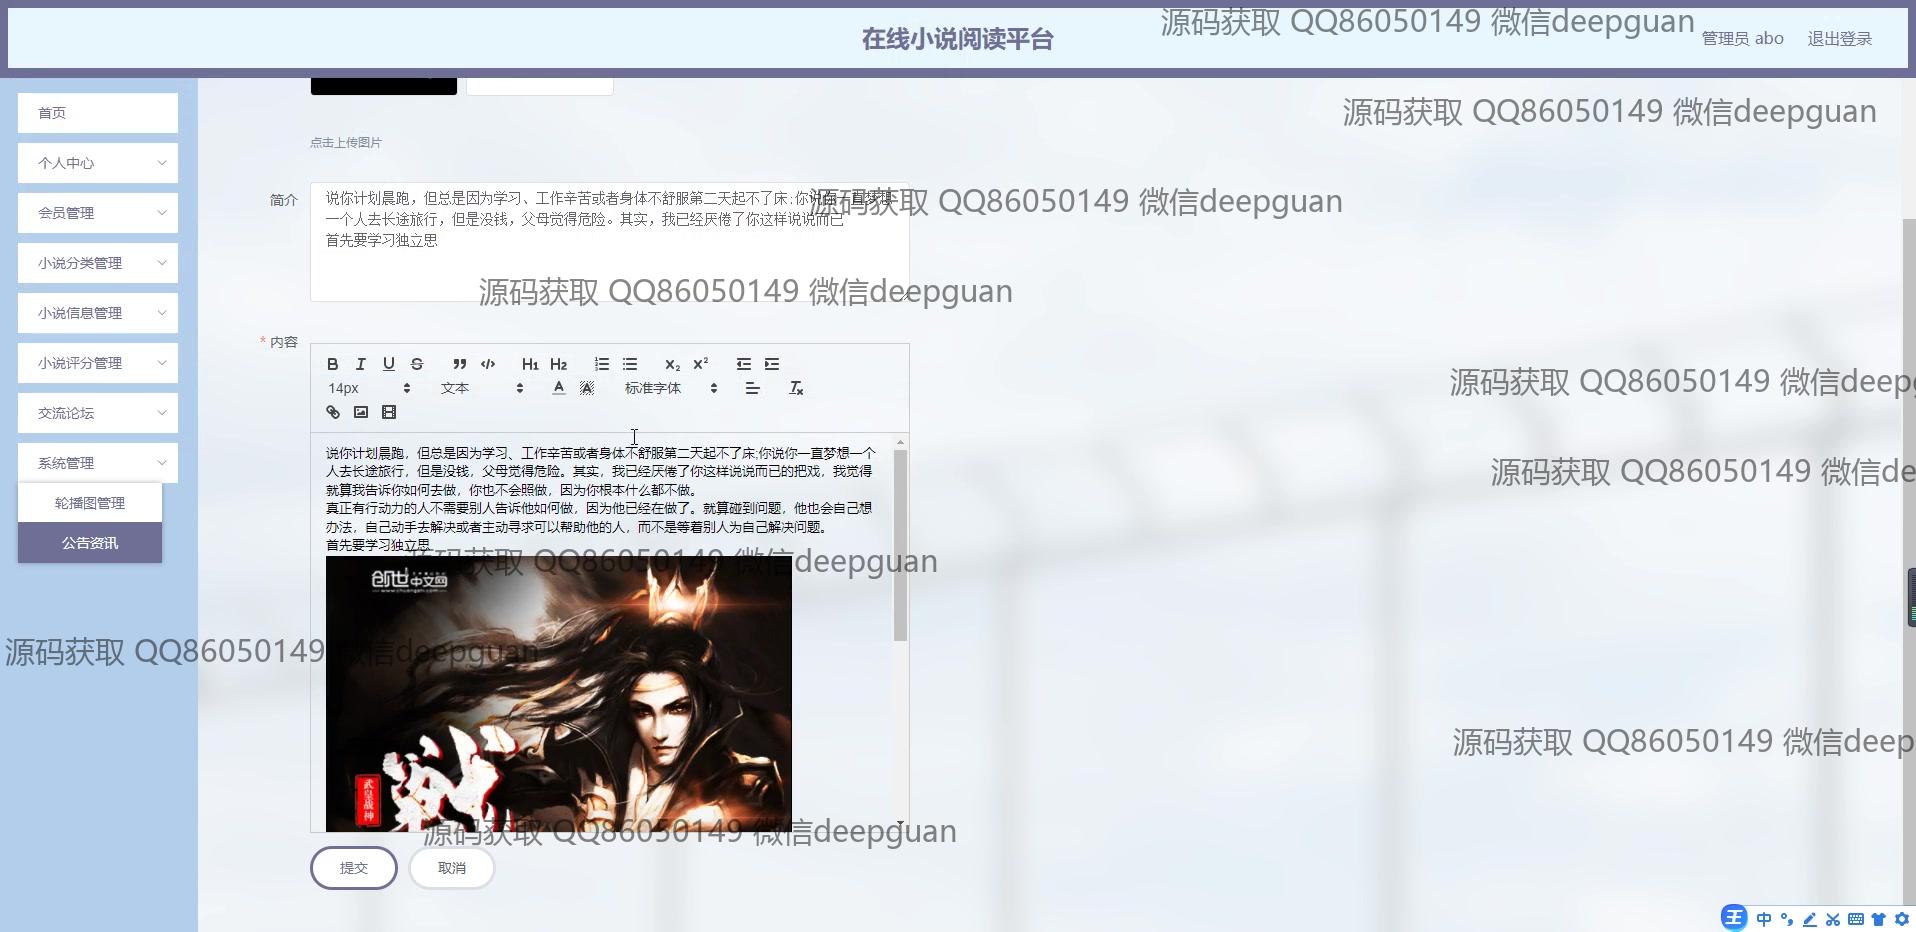 在线小说阅读平台
源码获取 QQ86050149 微信deepguan
管理员 abo
退出登录
首页
个人中心
会员管理
小说分类管理
小说信息管理
小说评分管理
交流论坛
系统管理
轮播图管理
公告资讯
源码获取 QQ86050149 微信deepguan
点击上传图片
简介
说你计划晨跑，但总是因为学习、工作辛苦或者身体不舒服第二天起不了床;你说你一直梦想
一个人去长途旅行，但是没钱，父母觉得危险。其实，我已经厌倦了你这样说说而已
首先要学习独立思
源码获取 QQ86050149 微信deepguan
源码获取 QQ86050149 微信deepguan
* 内容
B I U S H1 H2 X2 X2
14px 文本 A A 标准字体 Tx
源码获取 QQ86050149 微信deep
说你计划晨跑，但总是因为学习、工作辛苦或者身体不舒服第二天起不了床;你说你一直梦想一个
人去长途旅行，但是没钱，父母觉得危险。其实，我已经厌倦了你这样说说而已的把戏，我觉得
就算我告诉你如何去做，你也不会照做，因为你根本什么都不做。
真正有行动力的人不需要别人告诉他如何做，因为他已经在做了。就算碰到问题，他也会自己想
办法，自己动手去解决或者主动寻求可以帮助他的人，而不是等着别人为自己解决问题。
首先要学习独立思
源码获取 QQ86050149 微信de
源码获取 QQ86050149 微信deepguan
创世中文网
www.chuangshi.com
源码获取 QQ86050149 微信deepguan
源码获取 QQ86050149 微信deep
武皇战神
源码获取 QQ86050149 微信deepguan
提交
取消
王 中